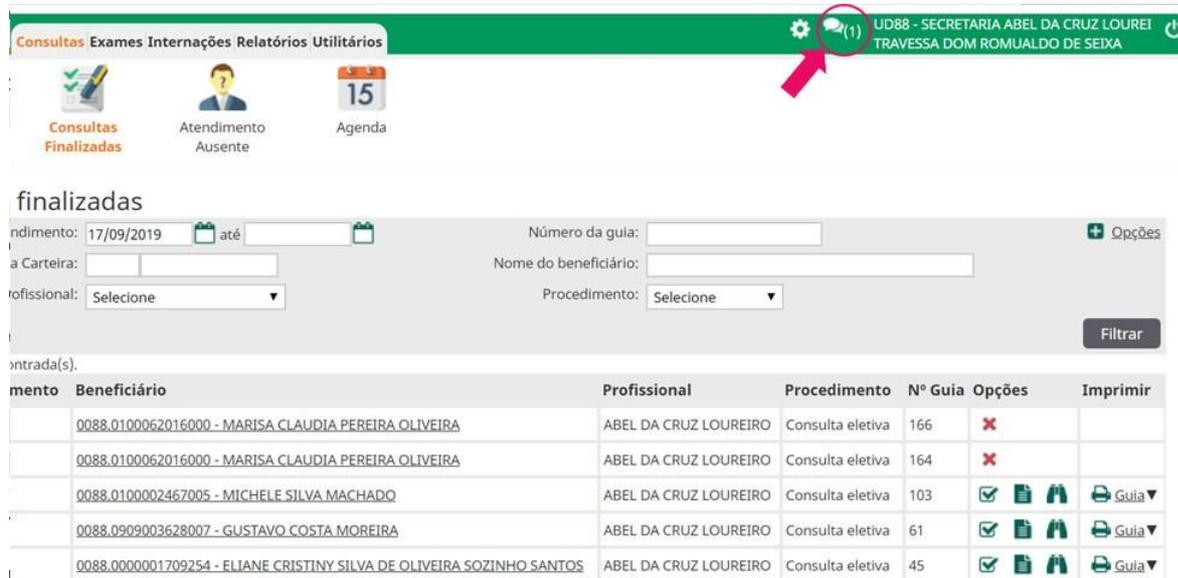 Consultas Exames Internações Relatórios Utilitários
(1)
UD88 - SECRETARIA ABEL DA CRUZ LOUREI
TRAVESSA DOM ROMUALDO DE SEIXA
15
Consultas Finalizadas
Atendimento Ausente
Agenda
finalizadas
ndimento: 17/09/2019 até Número da guia: Opções
a Carteira: Nome do beneficiário:
rofissional: Selecione Procedimento: Selecione
Filtrar
ontrada(s).
mento Beneficiário Profissional Procedimento Nº Guia Opções Imprimir
0088.0100062016000 - MARISA CLAUDIA PEREIRA OLIVEIRA ABEL DA CRUZ LOUREIRO Consulta eletiva 166
0088.0100062016000 - MARISA CLAUDIA PEREIRA OLIVEIRA ABEL DA CRUZ LOUREIRO Consulta eletiva 164
0088.0100002467005 - MICHELE SILVA MACHADO ABEL DA CRUZ LOUREIRO Consulta eletiva 103 Guia
0088.0909003628007 - GUSTAVO COSTA MOREIRA ABEL DA CRUZ LOUREIRO Consulta eletiva 61 Guia
0088.0000001709254 - ELIANE CRISTINY SILVA DE OLIVEIRA SOZINHO SANTOS ABEL DA CRUZ LOUREIRO Consulta eletiva 45 Guia